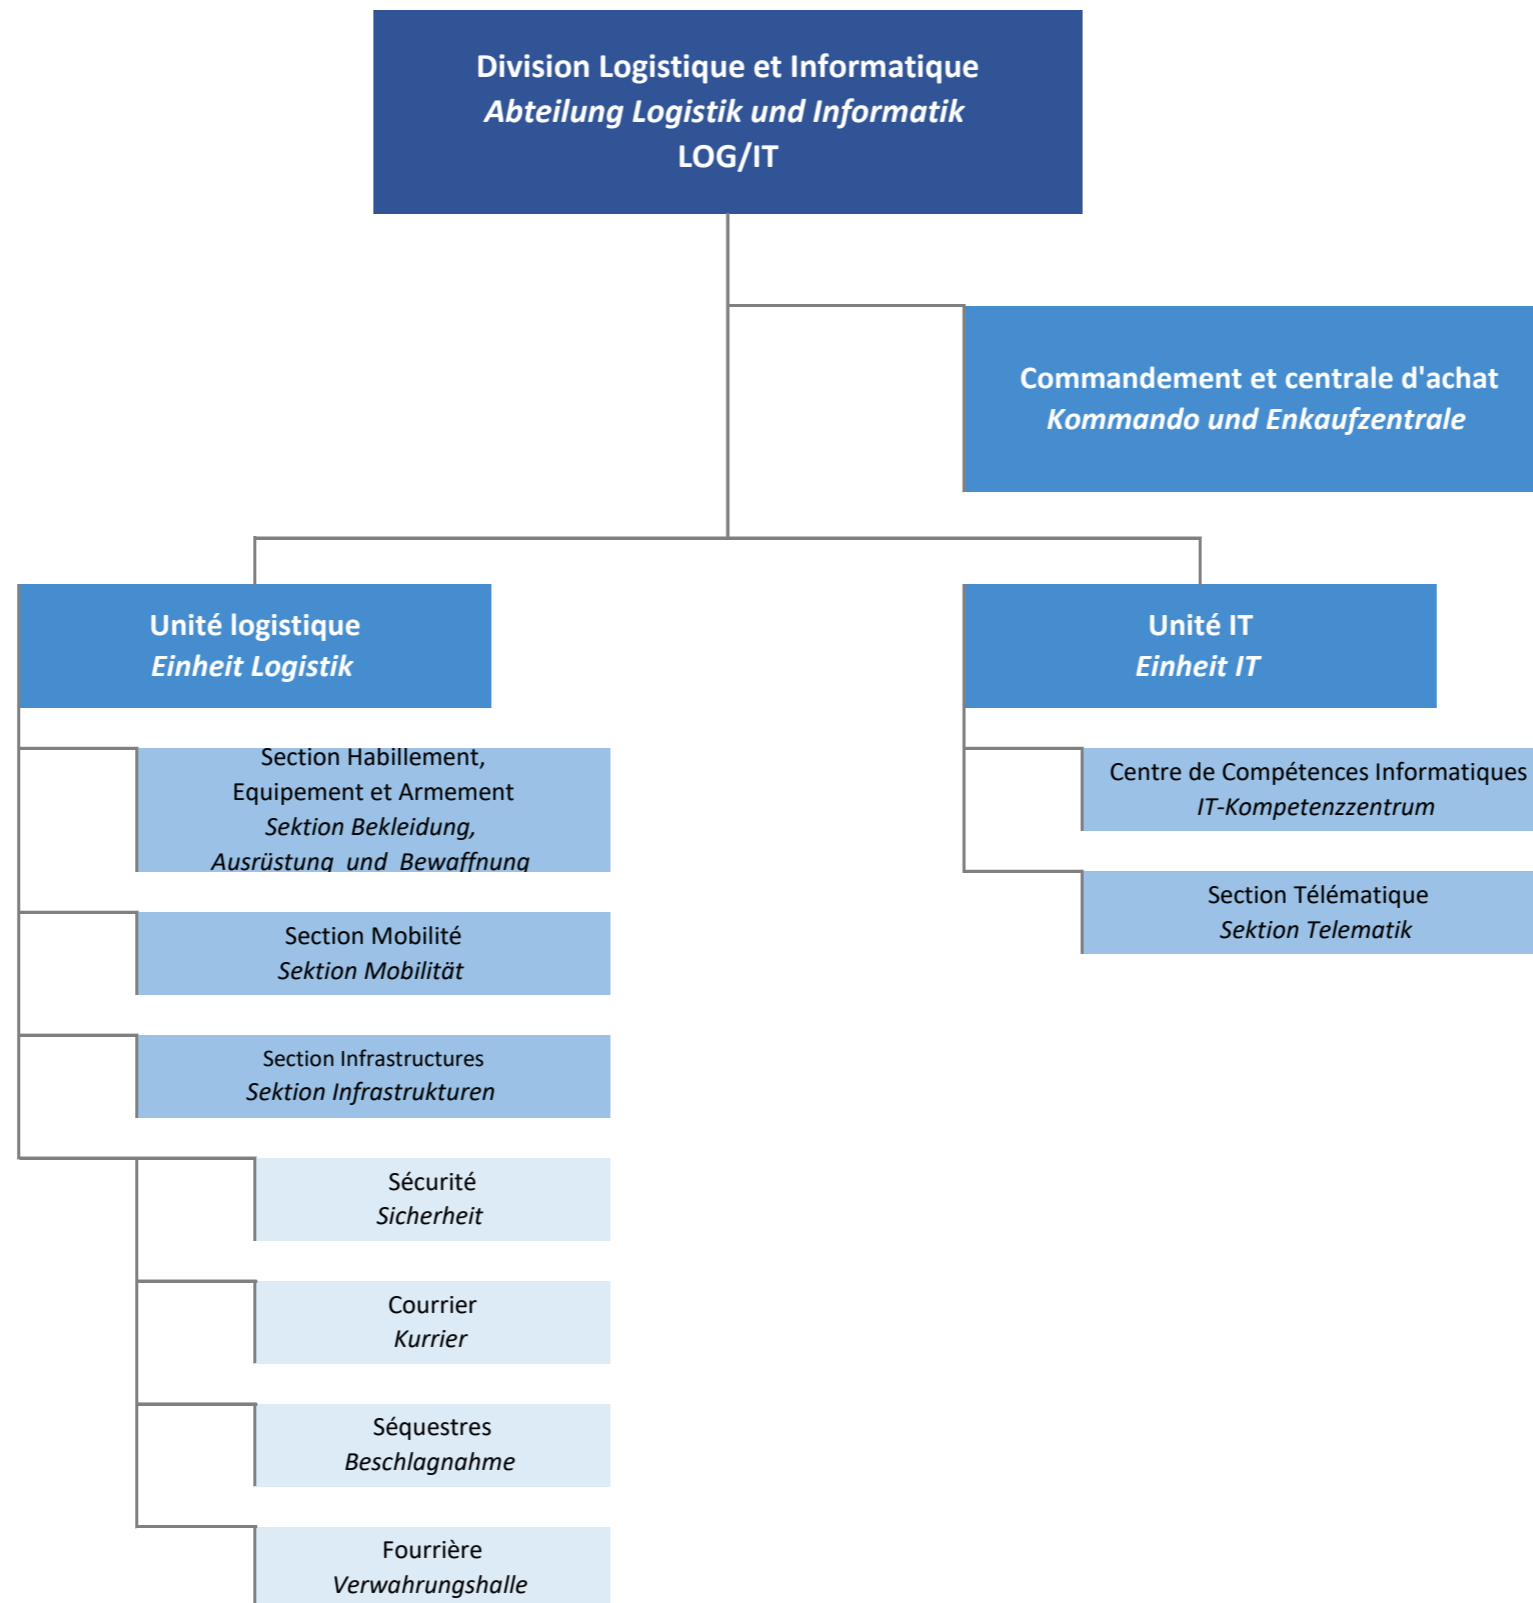 Division Logistique et Informatique
Abteilung Logistik und Informatik
LOG/IT
Commandement et centrale d'achat
Kommando und Enkaufzentrale
Unité logistique
Einheit Logistik
Unité IT
Einheit IT
Section Habillement,
Equipement et Armement
Sektion Bekleidung,
Ausrüstung und Bewaffnung
Centre de Compétences Informatiques
IT-Kompetenzzentrum
Section Télématique
Sektion Telematik
Section Mobilité
Sektion Mobilität
Section Infrastructures
Sektion Infrastrukturen
Sécurité
Sicherheit
Courrier
Kurrier
Séquestres
Beschlagnahme
Fourrière
Verwahrungshalle